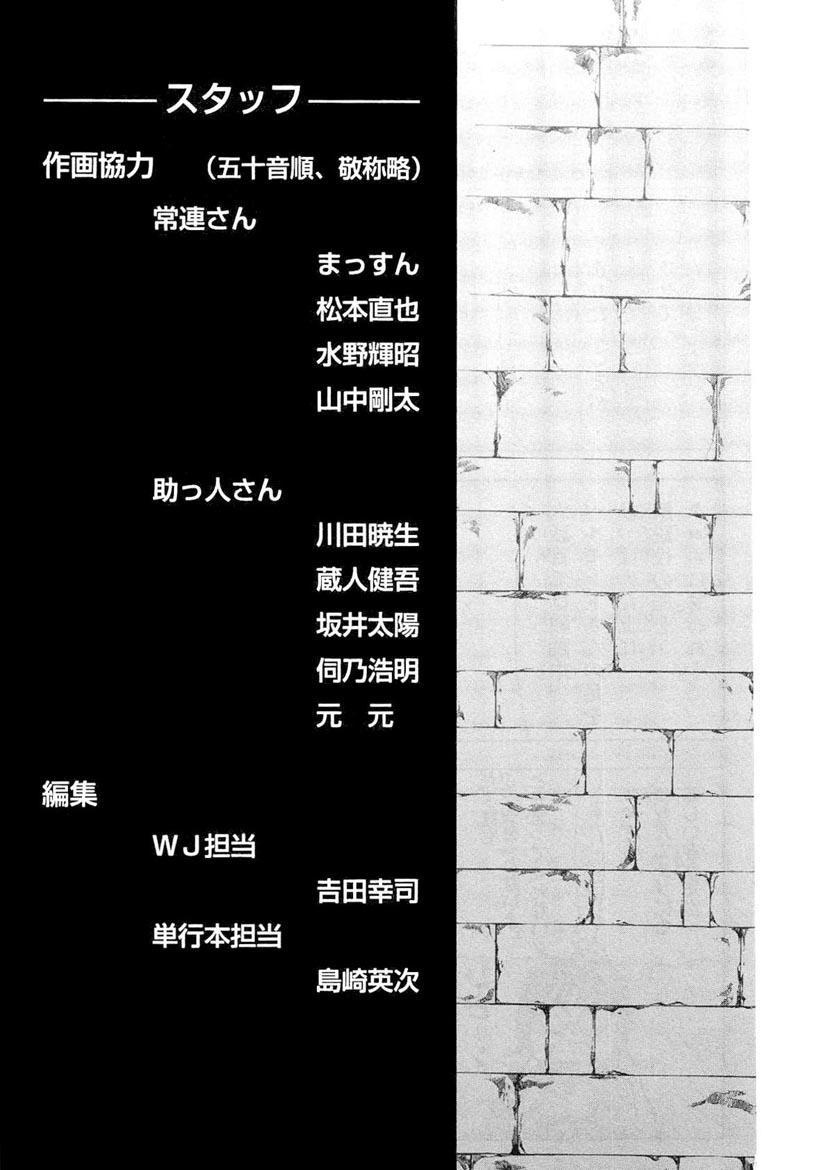 スタッフ
作画協力 （五十音順、敬称略）
常連さん
まっすん
松本直也
水野輝昭
山中剛太
助っ人さん
川田暁生
蔵人健吾
坂井太陽
伺乃浩明
元 元
編集
ＷＪ担当
吉田幸司
単行本担当
島崎英次